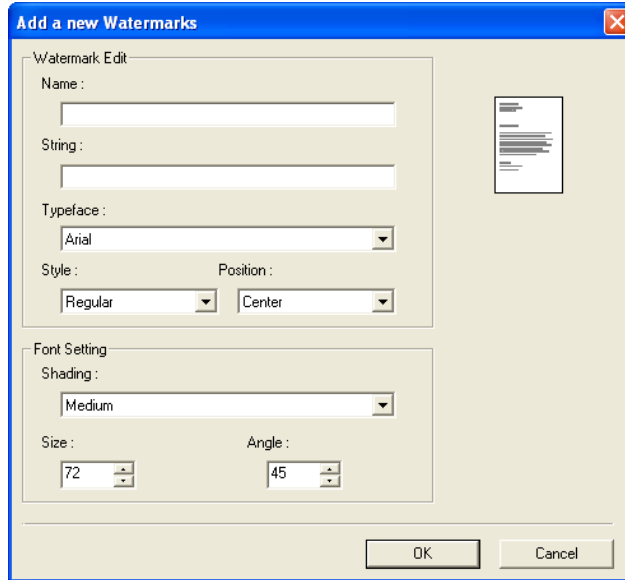 Add a new Watermarks
Watermark Edit
Name :
String :
Typeface :
Arial
Style :
Position :
Regular
Center
Font Setting
Shading :
Medium
Size :
Angle :
72
45
OK
Cancel